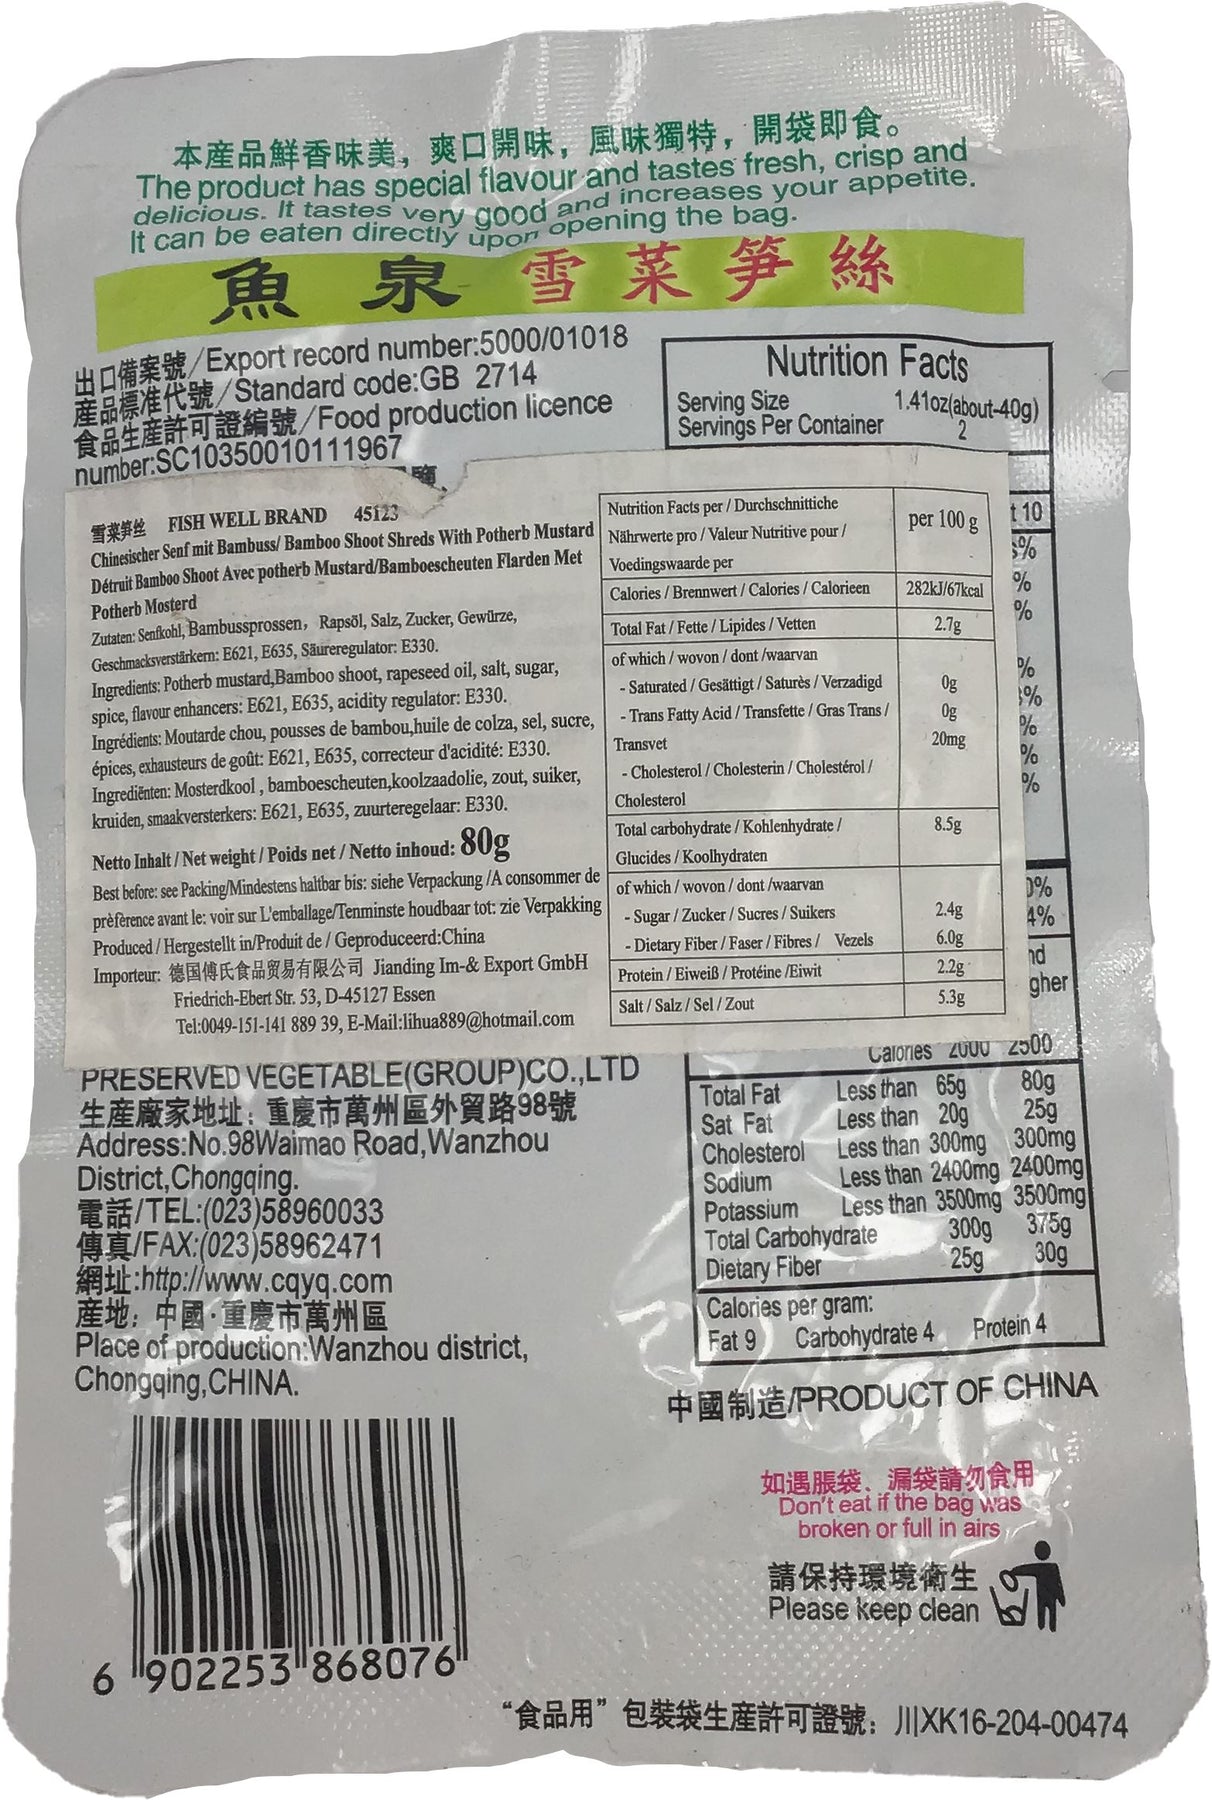 本産品鮮香味美，爽口開味，風味獨特，開袋即食。
The product has special flavour and tastes fresh, crisp and
delicious. It tastes very good and increases your appetite.
It can be eaten directly upon opening the bag.
魚泉 雪菜笋絲
出口備案號/Export record number:5000/01018
産品標准代號/Standard code:GB 2714
食品生産許可證編號/Food production licence
number:SC10350010111967
Nutrition Facts
Serving Size 1.41oz(about-40g)
Servings Per Container 2
t 10
%
%
%
%
%
%
%
%
0%
4%
nd
gher
雪菜笋丝 FISH WELL BRAND 45123
Chinesischer Senf mit Bambuss/ Bamboo Shoot Shreds With Potherb Mustard
Détruit Bamboo Shoot Avec potherb Mustard/Bamboescheuten Flarden Met
Potherb Mosterd
Zutaten: Senfkohl, Bambussprossen, Rapsöl, Salz, Zucker, Gewürze,
Geschmacksverstärkern: E621, E635, Säureregulator: E330.
Ingredients: Potherb mustard,Bamboo shoot, rapeseed oil, salt, sugar,
spice, flavour enhancers: E621, E635, acidity regulator: E330.
Ingrédients: Moutarde chou, pousses de bambou,huile de colza, sel, sucre,
épices, exhausteurs de goût: E621, E635, correcteur d'acidité: E330.
Ingrediënten: Mosterdkool , bamboescheuten,koolzaadolie, zout, suiker,
kruiden, smaakversterkers: E621, E635, zuurteregelaar: E330.
Netto Inhalt / Net weight / Poids net / Netto inhoud: 80g
Best before: see Packing/Mindestens haltbar bis: siehe Verpackung /A consommer de
prèfèrence avant le: voir sur L'emballage/Tenminste houdbaar tot: zie Verpakking
Produced / Hergestellt in/Produit de / Geproduceerd:China
Importeur: 德国傅氏食品贸易有限公司 Jianding Im-& Export GmbH
Friedrich-Ebert Str. 53, D-45127 Essen
Tel:0049-151-141 889 39, E-Mail:lihua889@hotmail.com
Nutrition Facts per / Durchschnittiche
Nährwerte pro / Valeur Nutritive pour /
Voedingswaarde per
per 100 g
Calories / Brennwert / Calories / Calorieen 282kJ/67kcal
Total Fat / Fette / Lipides / Vetten 2.7g
of which / wovon / dont /waarvan
- Saturated / Gesättigt / Saturès / Verzadigd 0g
- Trans Fatty Acid / Transfette / Gras Trans / 0g
Transvet 20mg
- Cholesterol / Cholesterin / Cholestérol /
Cholesterol
Total carbohydrate / Kohlenhydrate / 8.5g
Glucides / Koolhydraten
of which / wovon / dont /waarvan
- Sugar / Zucker / Sucres / Suikers 2.4g
- Dietary Fiber / Faser / Fibres / Vezels 6.0g
Protein / Eiweiß / Protéine /Eiwit 2.2g
Salt / Salz / Sel / Zout 5.3g
PRESERVED VEGETABLE(GROUP)CO.,LTD
生産廠家地址：重慶市萬州區外貿路98號
Address:No.98Waimao Road,Wanzhou
District,Chongqing.
電話/TEL:(023)58960033
傳真/FAX:(023)58962471
網址:http://www.cqyq.com
産地：中國·重慶市萬州區
Place of production:Wanzhou district,
Chongqing,CHINA.
Calories 2000 2500
Total Fat Less than 65g 80g
Sat Fat Less than 20g 25g
Cholesterol Less than 300mg 300mg
Sodium Less than 2400mg 2400mg
Potassium Less than 3500mg 3500mg
Total Carbohydrate 300g 375g
Dietary Fiber 25g 30g
Calories per gram:
Fat 9 Carbohydrate 4 Protein 4
中國制造/PRODUCT OF CHINA
如遇脹袋、漏袋請勿食用
Don't eat if the bag was
broken or full in airs
請保持環境衛生
Please keep clean
6 902253 868076
“食品用”包裝袋生産許可證號：川XK16-204-00474